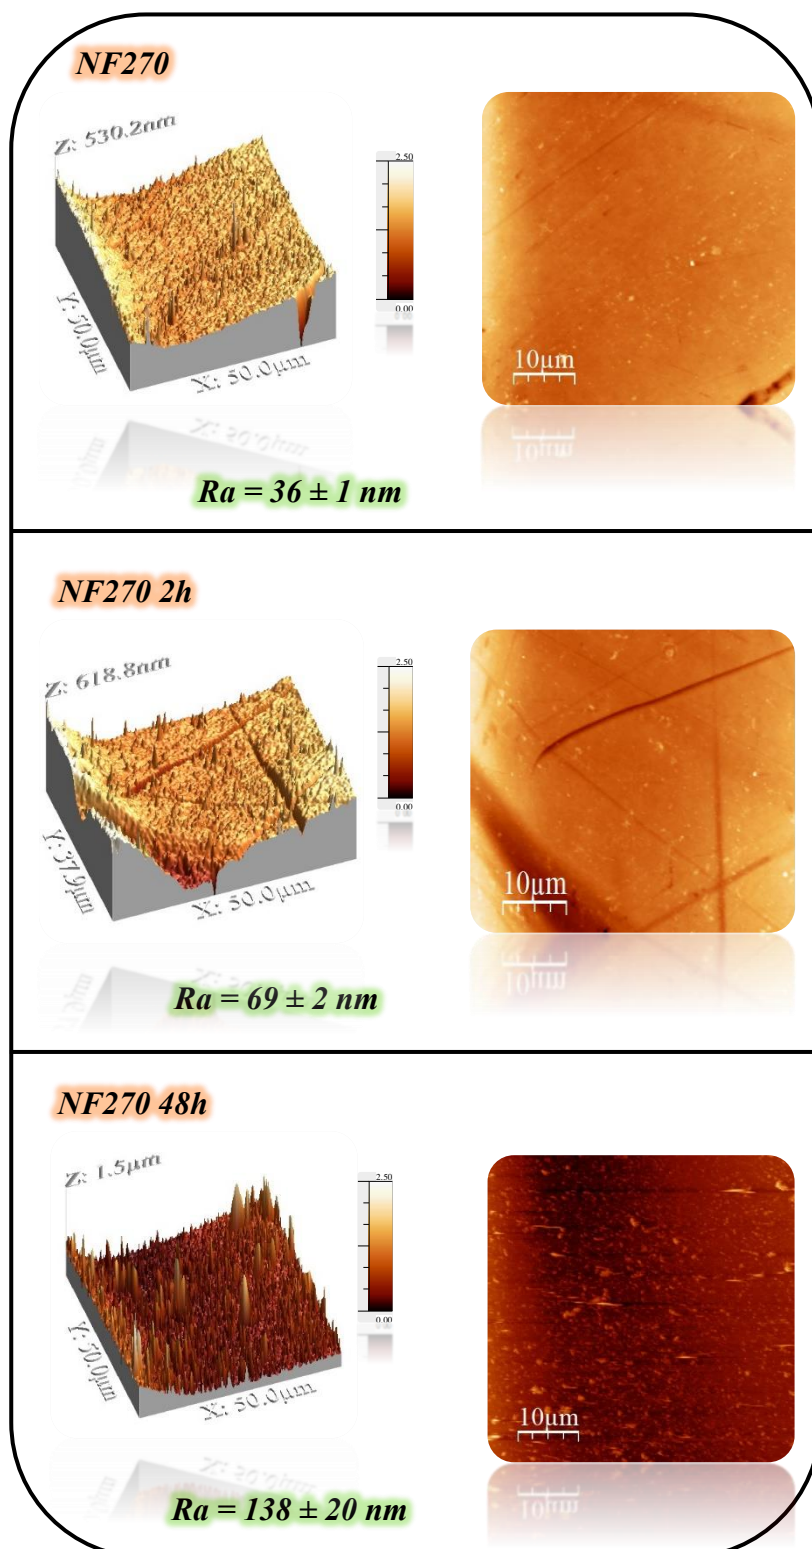 NF270
Z: 530.2nm
2.50
0.00
Y: 50.0µm
X: 50.0µm
10µm
Ra = 36 ± 1 nm
NF270 2h
Z: 618.8nm
2.50
0.00
Y: 37.9µm
X: 50.0µm
10µm
Ra = 69 ± 2 nm
NF270 48h
Z: 1.5µm
2.50
0.00
Y: 50.0µm
X: 50.0µm
10µm
Ra = 138 ± 20 nm